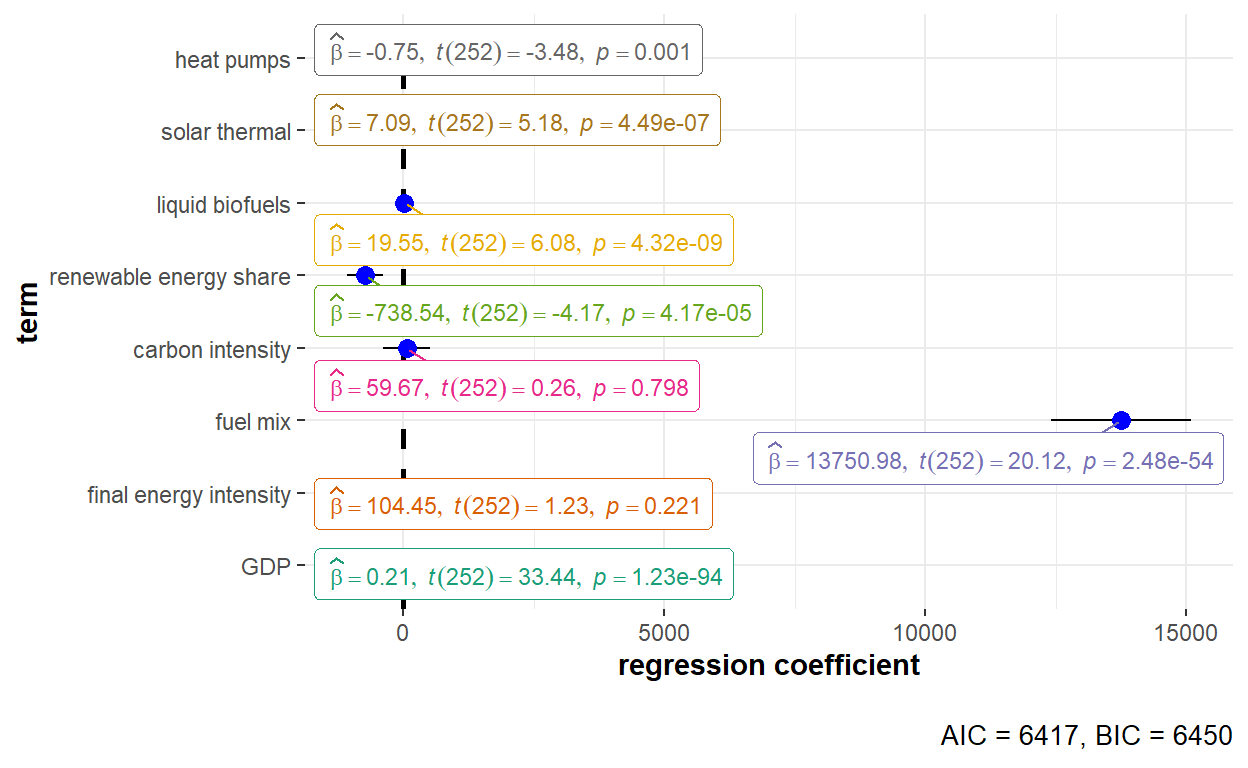 heat pumps
β̂ = -0.75, t(252) = -3.48, p = 0.001
solar thermal
β̂ = 7.09, t(252) = 5.18, p = 4.49e-07
liquid biofuels
β̂ = 19.55, t(252) = 6.08, p = 4.32e-09
renewable energy share
β̂ = -738.54, t(252) = -4.17, p = 4.17e-05
carbon intensity
β̂ = 59.67, t(252) = 0.26, p = 0.798
fuel mix
β̂ = 13750.98, t(252) = 20.12, p = 2.48e-54
final energy intensity
β̂ = 104.45, t(252) = 1.23, p = 0.221
GDP
β̂ = 0.21, t(252) = 33.44, p = 1.23e-94
term
0 5000 10000 15000
regression coefficient
AIC = 6417, BIC = 6450